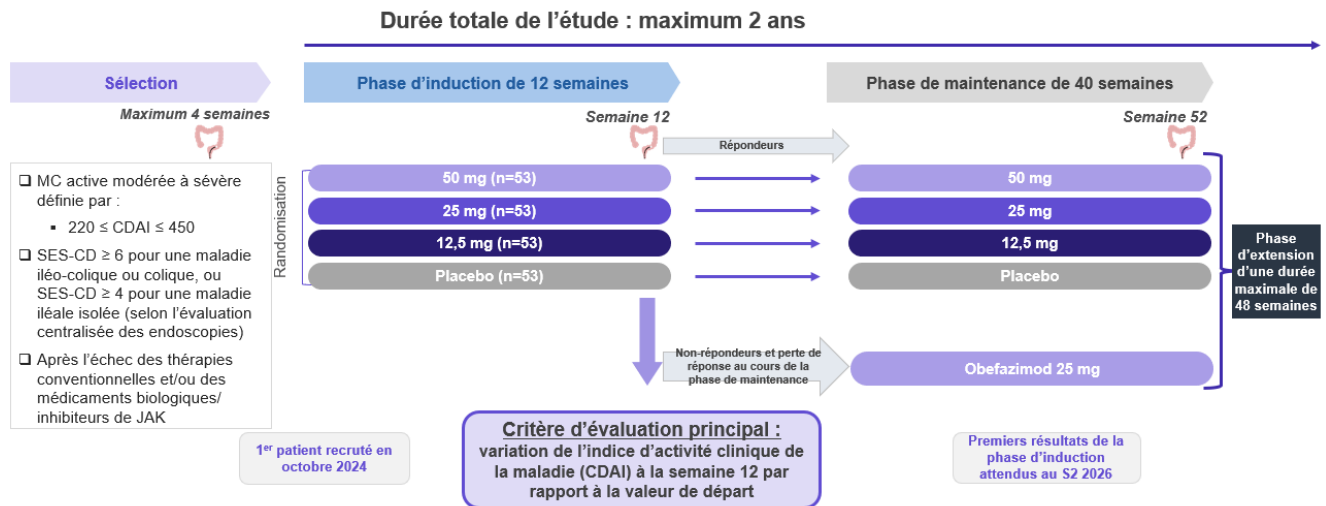 Durée totale de l'étude : maximum 2 ans
Sélection
Phase d'induction de 12 semaines
Phase de maintenance de 40 semaines
Maximum 4 semaines
Semaine 12
Semaine 52
Répondeurs
❑ MC active modérée à sévère
définie par :
▪ 220 ≤ CDAI ≤ 450
❑ SES-CD ≥ 6 pour une maladie
iléo-colique ou colique, ou
SES-CD ≥ 4 pour une maladie
iléale isolée (selon l'évaluation
centralisée des endoscopies)
❑ Après l'échec des thérapies
conventionnelles et/ou des
médicaments biologiques/
inhibiteurs de JAK
Randomisation
50 mg (n=53)
50 mg
25 mg (n=53)
25 mg
12,5 mg (n=53)
12,5 mg
Placebo (n=53)
Placebo
Phase
d'extension
d'une durée
maximale de
48 semaines
Non-répondeurs et perte de
réponse au cours de la
phase de maintenance
Obefazimod 25 mg
1er patient recruté en
octobre 2024
Critère d'évaluation principal :
variation de l'indice d'activité clinique
de la maladie (CDAI) à la semaine 12 par
rapport à la valeur de départ
Premiers résultats de la
phase d'induction
attendus au S2 2026